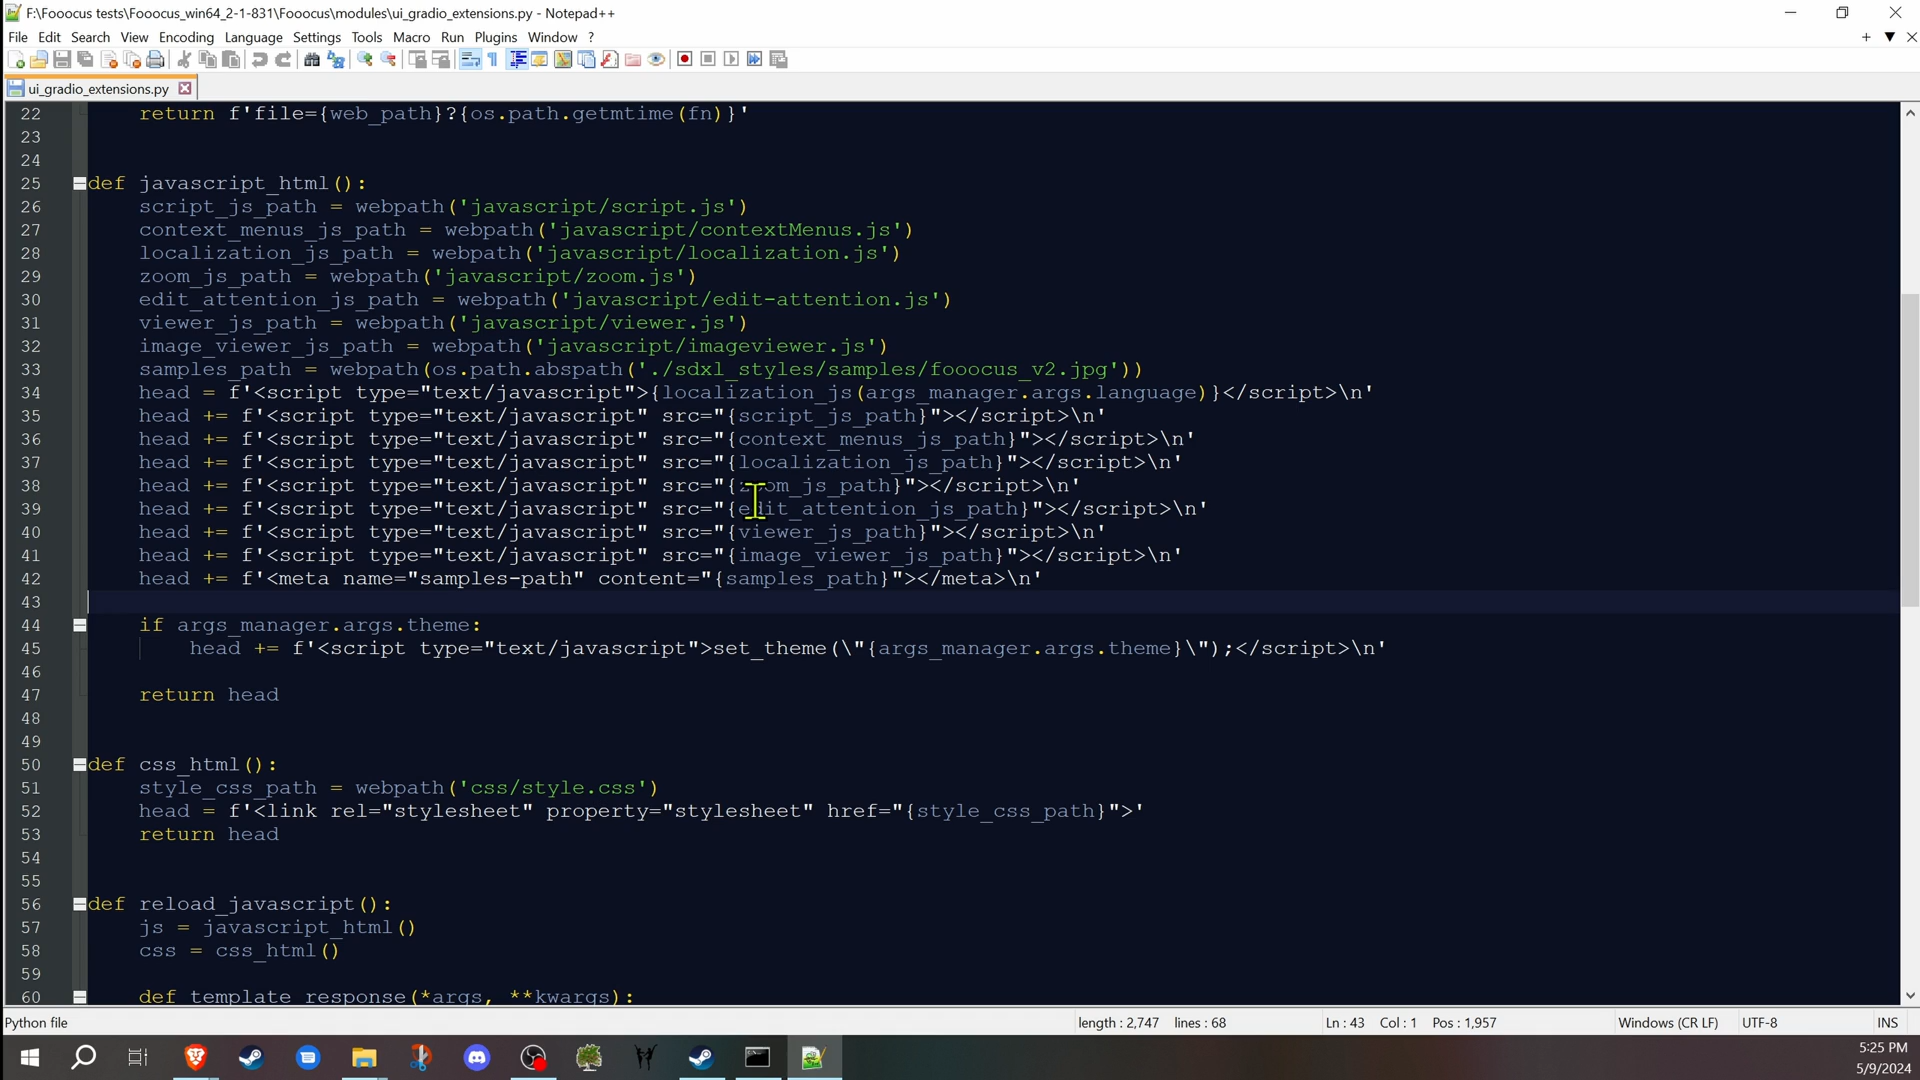 F:\Fooocus tests\Fooocus_win64_2-1-831\Fooocus\modules\ui_gradio_extensions.py - Notepad++
File Edit Search View Encoding Language Settings Tools Macro Run Plugins Window ?
ui_gradio_extensions.py
22 return f'file={web_path}?{os.path.getmtime(fn)}'
23
24
25 def javascript_html():
26 script_js_path = webpath('javascript/script.js')
27 context_menus_js_path = webpath('javascript/contextMenus.js')
28 localization_js_path = webpath('javascript/localization.js')
29 zoom_js_path = webpath('javascript/zoom.js')
30 edit_attention_js_path = webpath('javascript/edit-attention.js')
31 viewer_js_path = webpath('javascript/viewer.js')
32 image_viewer_js_path = webpath('javascript/imageviewer.js')
33 samples_path = webpath(os.path.abspath('./sdxl_styles/samples/fooocus_v2.jpg'))
34 head = f'<script type="text/javascript">{localization_js(args_manager.args.language)}</script>\n'
35 head += f'<script type="text/javascript" src="{script_js_path}"></script>\n'
36 head += f'<script type="text/javascript" src="{context_menus_js_path}"></script>\n'
37 head += f'<script type="text/javascript" src="{localization_js_path}"></script>\n'
38 head += f'<script type="text/javascript" src="{zoom_js_path}"></script>\n'
39 head += f'<script type="text/javascript" src="{edit_attention_js_path}"></script>\n'
40 head += f'<script type="text/javascript" src="{viewer_js_path}"></script>\n'
41 head += f'<script type="text/javascript" src="{image_viewer_js_path}"></script>\n'
42 head += f'<meta name="samples-path" content="{samples_path}"></meta>\n'
43
44 if args_manager.args.theme:
45 head += f'<script type="text/javascript">set_theme(\"{args_manager.args.theme}\");</script>\n'
46
47 return head
48
49
50 def css_html():
51 style_css_path = webpath('css/style.css')
52 head = f'<link rel="stylesheet" property="stylesheet" href="{style_css_path}">'
53 return head
54
55
56 def reload_javascript():
57 js = javascript_html()
58 css = css_html()
59
60 def template_response(*args, **kwargs):
Python file length : 2,747 lines : 68 Ln : 43 Col : 1 Pos : 1,957 Windows (CR LF) UTF-8 INS
5:25 PM
5/9/2024